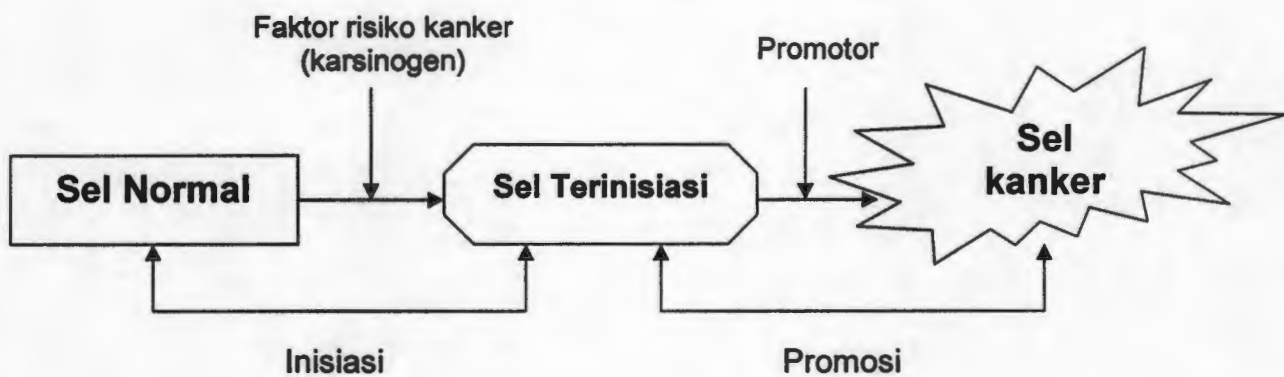 Faktor risiko kanker
(karsinogen)
Promotor
Sel Normal
Sel Terinisiasi
Sel
kanker
Inisiasi
Promosi